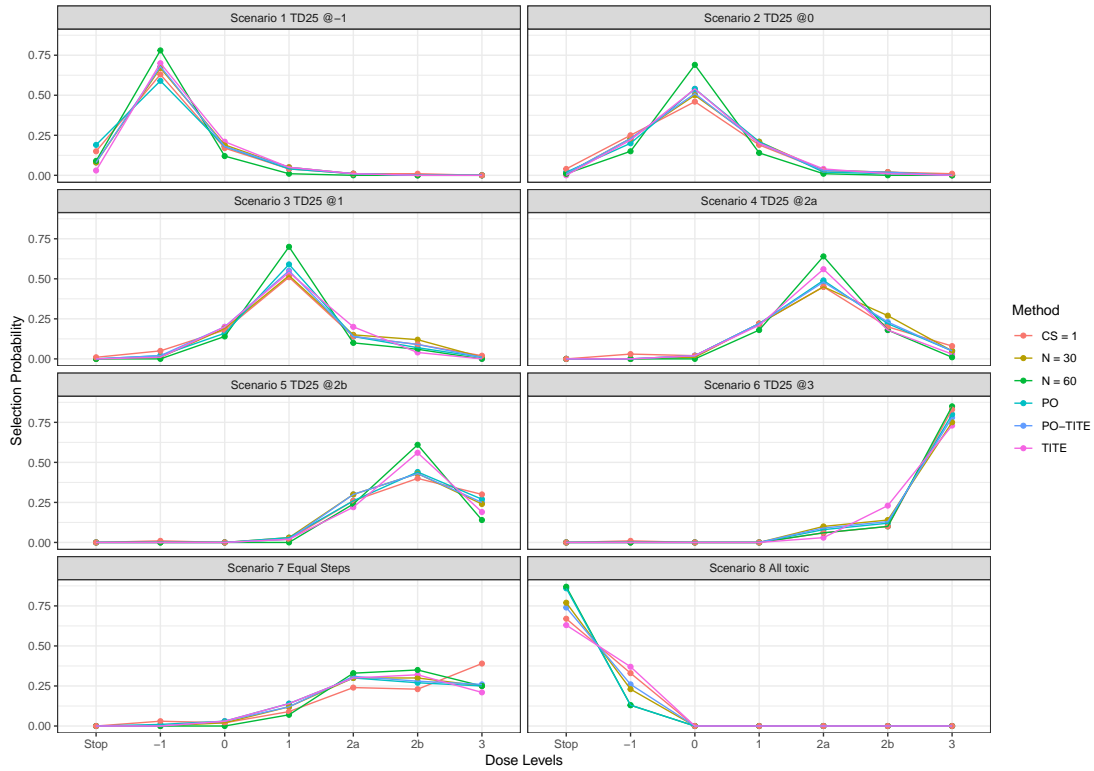 Scenario 1 TD25 @−1
Scenario 2 TD25 @0
0.75
0.50
0.25
0.00
Scenario 3 TD25 @1
Scenario 4 TD25 @2a
0.75
0.50
0.25
0.00
Scenario 5 TD25 @2b
Scenario 6 TD25 @3
0.75
0.50
0.25
0.00
Scenario 7 Equal Steps
Scenario 8 All toxic
0.75
0.50
0.25
0.00
Stop −1 0 1 2a 2b 3
Stop −1 0 1 2a 2b 3
Dose Levels
Selection Probability
Method
CS = 1
N = 30
N = 60
PO
PO−TITE
TITE